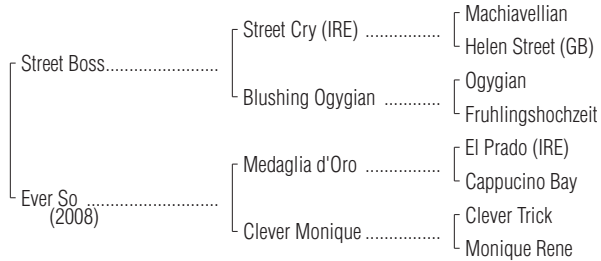 Machiavellian
Street Cry (IRE) ................
Helen Street (GB)
Street Boss........................
Ogygian
Blushing Ogygian ............
Fruhlingshochzeit
El Prado (IRE)
Medaglia d'Oro ................
Cappucino Bay
Ever So ............................
(2008)
Clever Trick
Clever Monique ................
Monique Rene